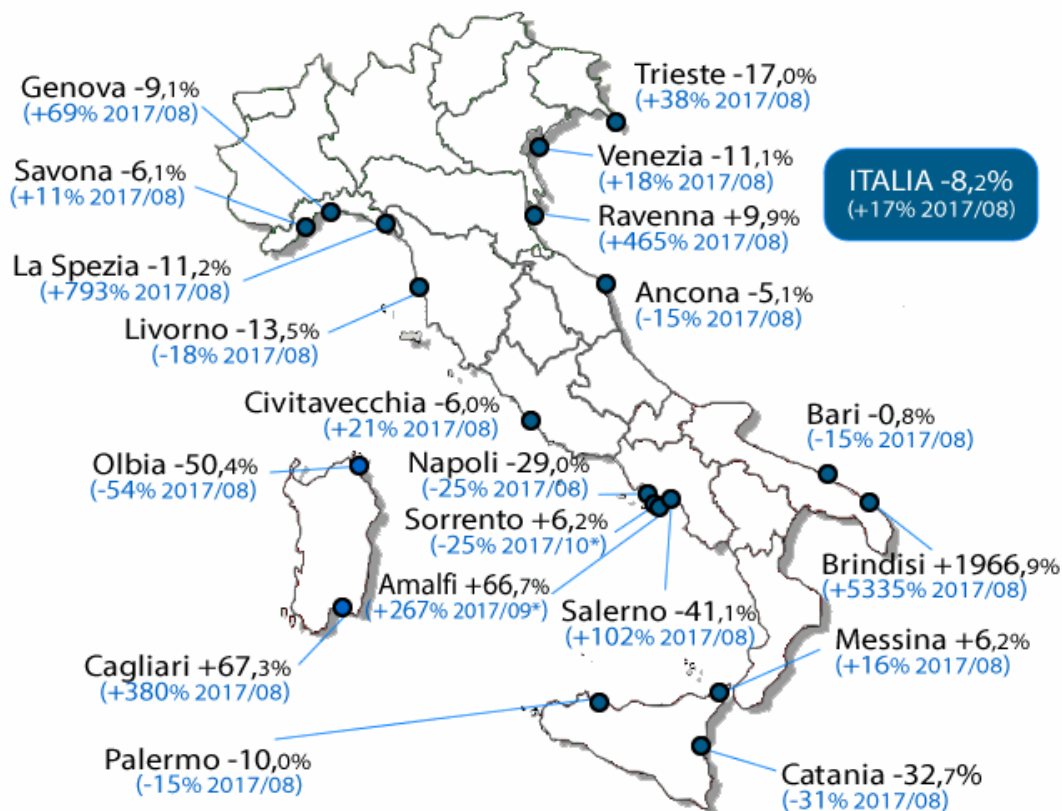 Genova -9,1%
(+69% 2017/08)
Trieste -17,0%
(+38% 2017/08)
Savona -6,1%
(+11% 2017/08)
Venezia -11,1%
(+18% 2017/08)
ITALIA -8,2%
(+17% 2017/08)
Ravenna +9,9%
(+465% 2017/08)
La Spezia -11,2%
(+793% 2017/08)
Ancona -5,1%
(-15% 2017/08)
Livorno -13,5%
(-18% 2017/08)
Civitavecchia -6,0%
(+21% 2017/08)
Bari -0,8%
(-15% 2017/08)
Olbia -50,4%
(-54% 2017/08)
Napoli -29,0%
(-25% 2017/08)
Sorrento +6,2%
(-25% 2017/10*)
Brindisi +1966,9%
(+5335% 2017/08)
Amalfi +66,7%
(+267% 2017/09*)
Salerno -41,1%
(+102% 2017/08)
Messina +6,2%
(+16% 2017/08)
Cagliari +67,3%
(+380% 2017/08)
Palermo -10,0%
(-15% 2017/08)
Catania -32,7%
(-31% 2017/08)